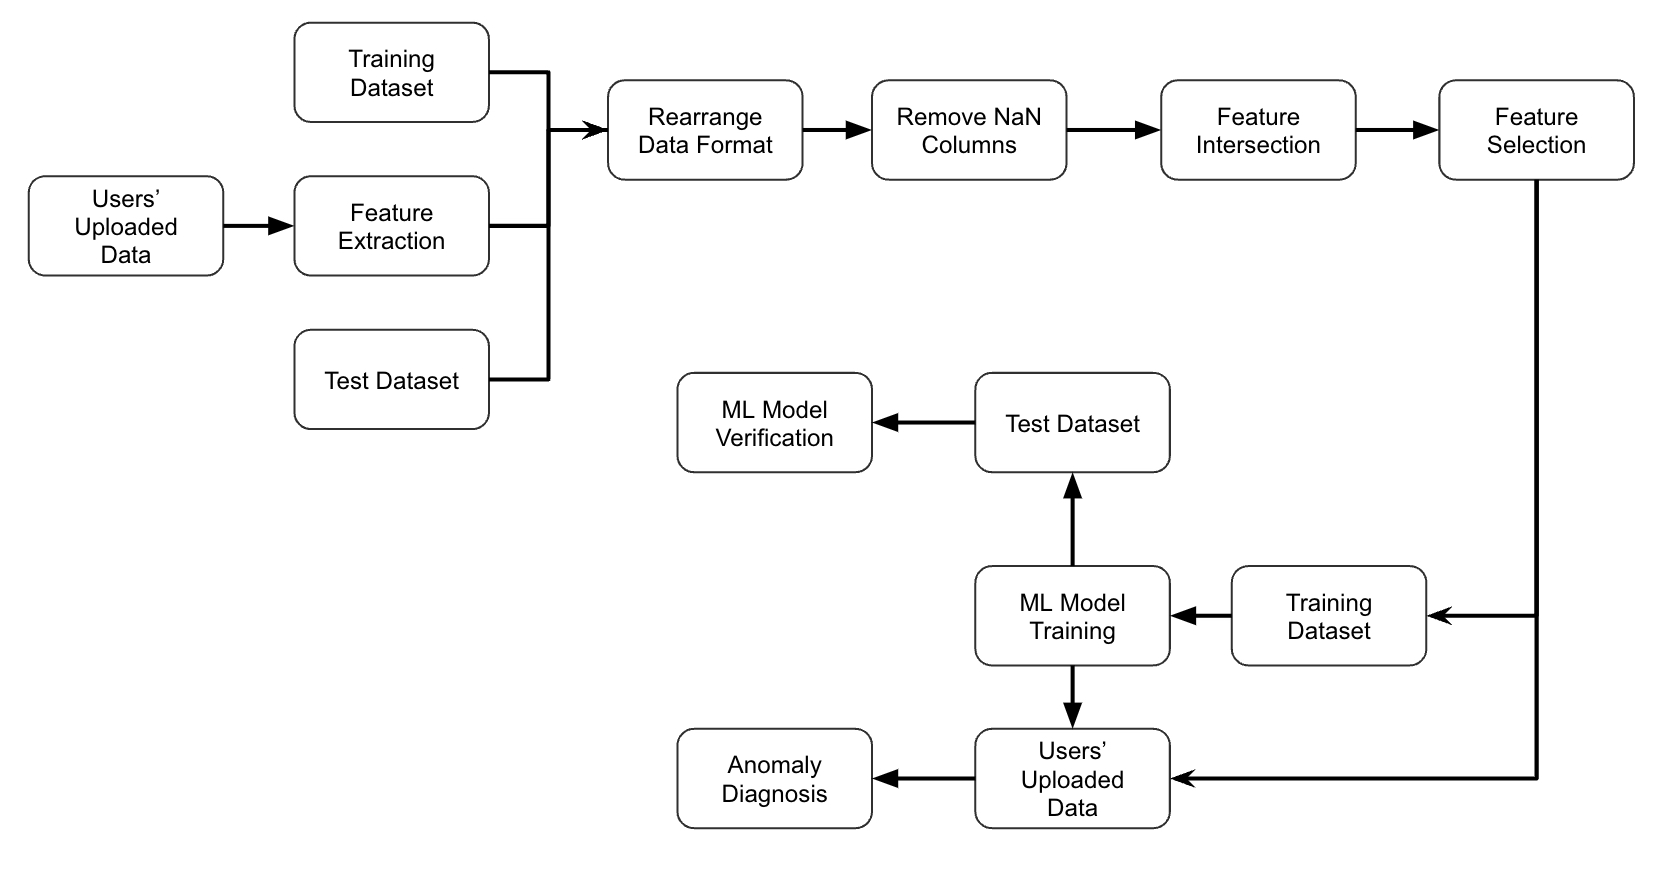 Training
Dataset
Users’
Uploaded
Data
Feature
Extraction
Test Dataset
Rearrange
Data Format
Remove NaN
Columns
Feature
Intersection
Feature
Selection
ML Model
Verification
Test Dataset
ML Model
Training
Training
Dataset
Anomaly
Diagnosis
Users’
Uploaded
Data